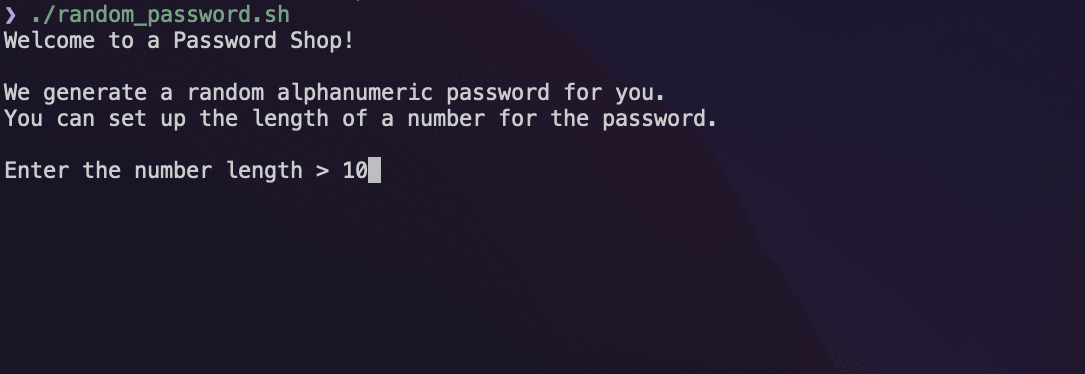 ❯ ./random_password.sh
Welcome to a Password Shop!
We generate a random alphanumeric password for you.
You can set up the length of a number for the password.
Enter the number length > 10